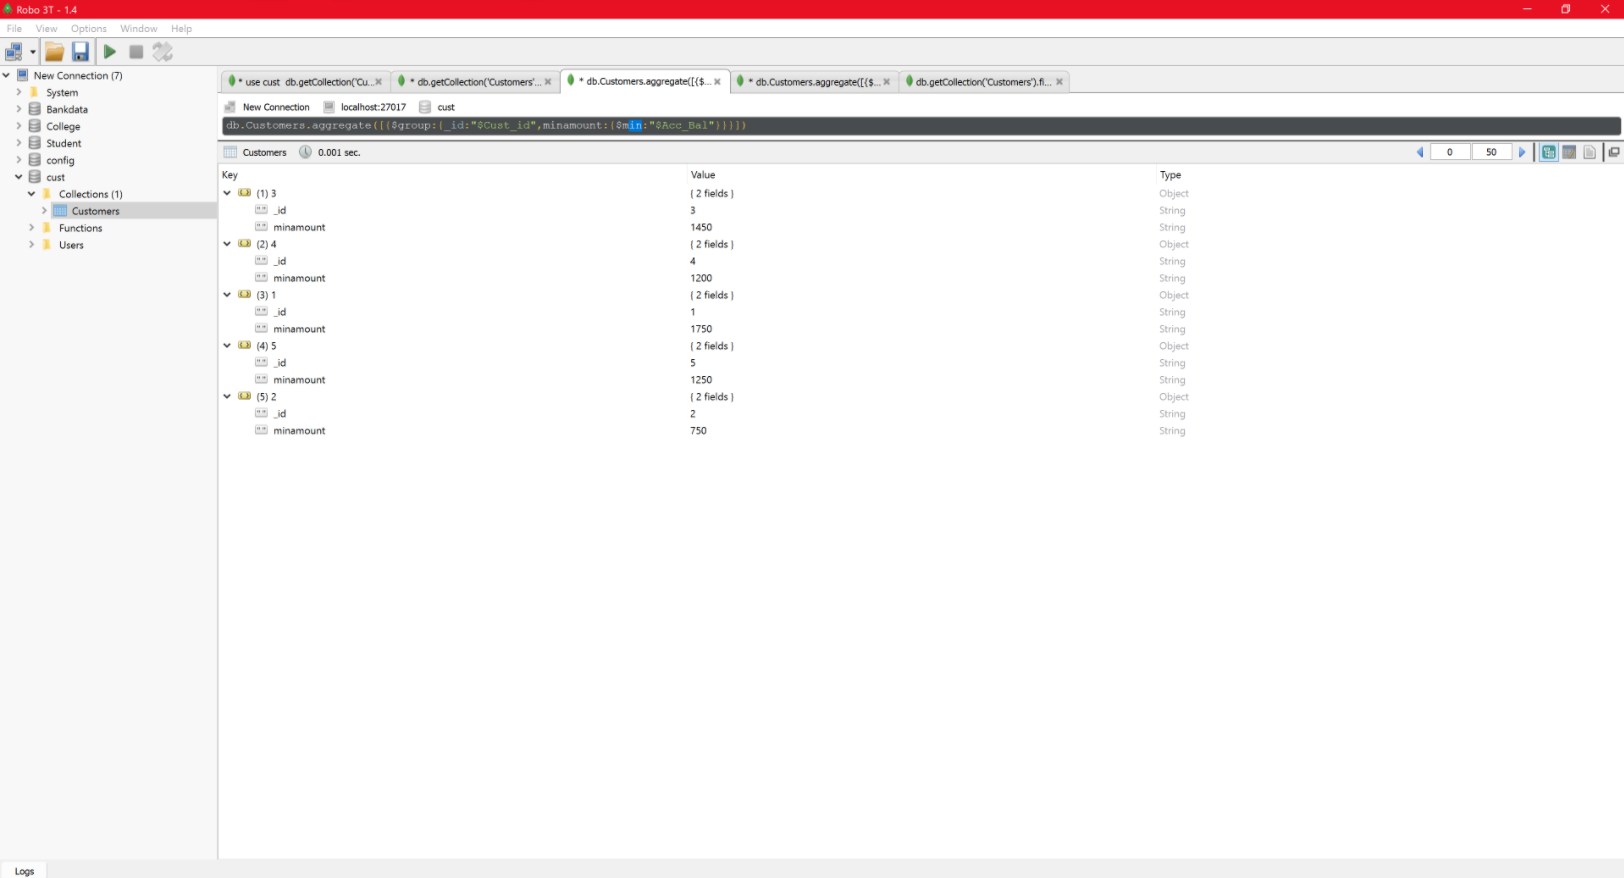 Robo 3T - 1.4
File View Options Window Help
New Connection (7)
System
Bankdata
College
Student
config
cust
Collections (1)
Customers
Functions
Users
* use cust db.getCollection('Cu... * db.getCollection('Customers'... * db.Customers.aggregate([{$... * db.Customers.aggregate([{$... db.getCollection('Customers').fi...
New Connection localhost:27017 cust
db.Customers.aggregate([{$group:{_id:"$Cust_id",minamount:{$min:"$Acc_Bal"}}}])
Customers 0.001 sec. 0 50
Key Value Type
(1) 3 { 2 fields } Object
_id 3 String
minamount 1450 String
(2) 4 { 2 fields } Object
_id 4 String
minamount 1200 String
(3) 1 { 2 fields } Object
_id 1 String
minamount 1750 String
(4) 5 { 2 fields } Object
_id 5 String
minamount 1250 String
(5) 2 { 2 fields } Object
_id 2 String
minamount 750 String
Logs